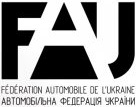 FAU
FÉDÉRATION AUTOMOBILE DE L'UKRAINE
АВТОМОБІЛЬНА ФЕДЕРАЦІЯ УКРАЇНИ